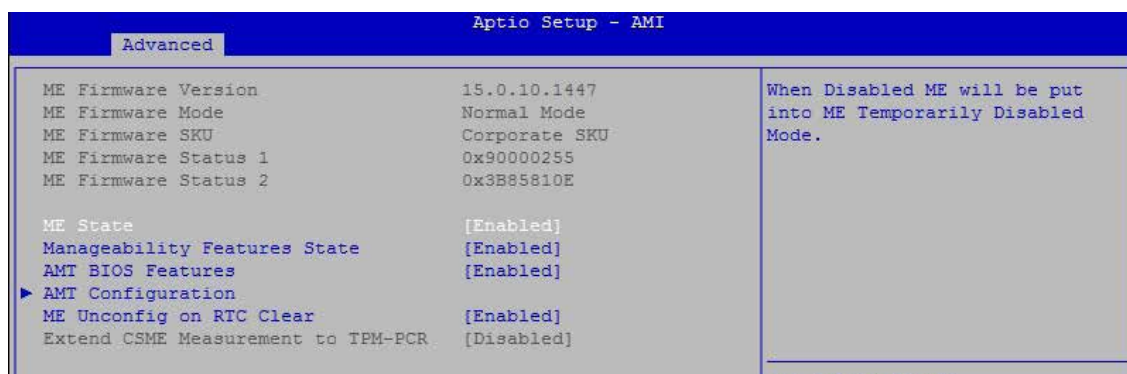 Aptio Setup - AMI
Advanced
ME Firmware Version 15.0.10.1447
ME Firmware Mode Normal Mode
ME Firmware SKU Corporate SKU
ME Firmware Status 1 0x90000255
ME Firmware Status 2 0x3B85810E
ME State [Enabled]
Manageability Features State [Enabled]
AMT BIOS Features [Enabled]
AMT Configuration
ME Unconfig on RTC Clear [Enabled]
Extend CSME Measurement to TPM-PCR [Disabled]
When Disabled ME will be put
into ME Temporarily Disabled
Mode.